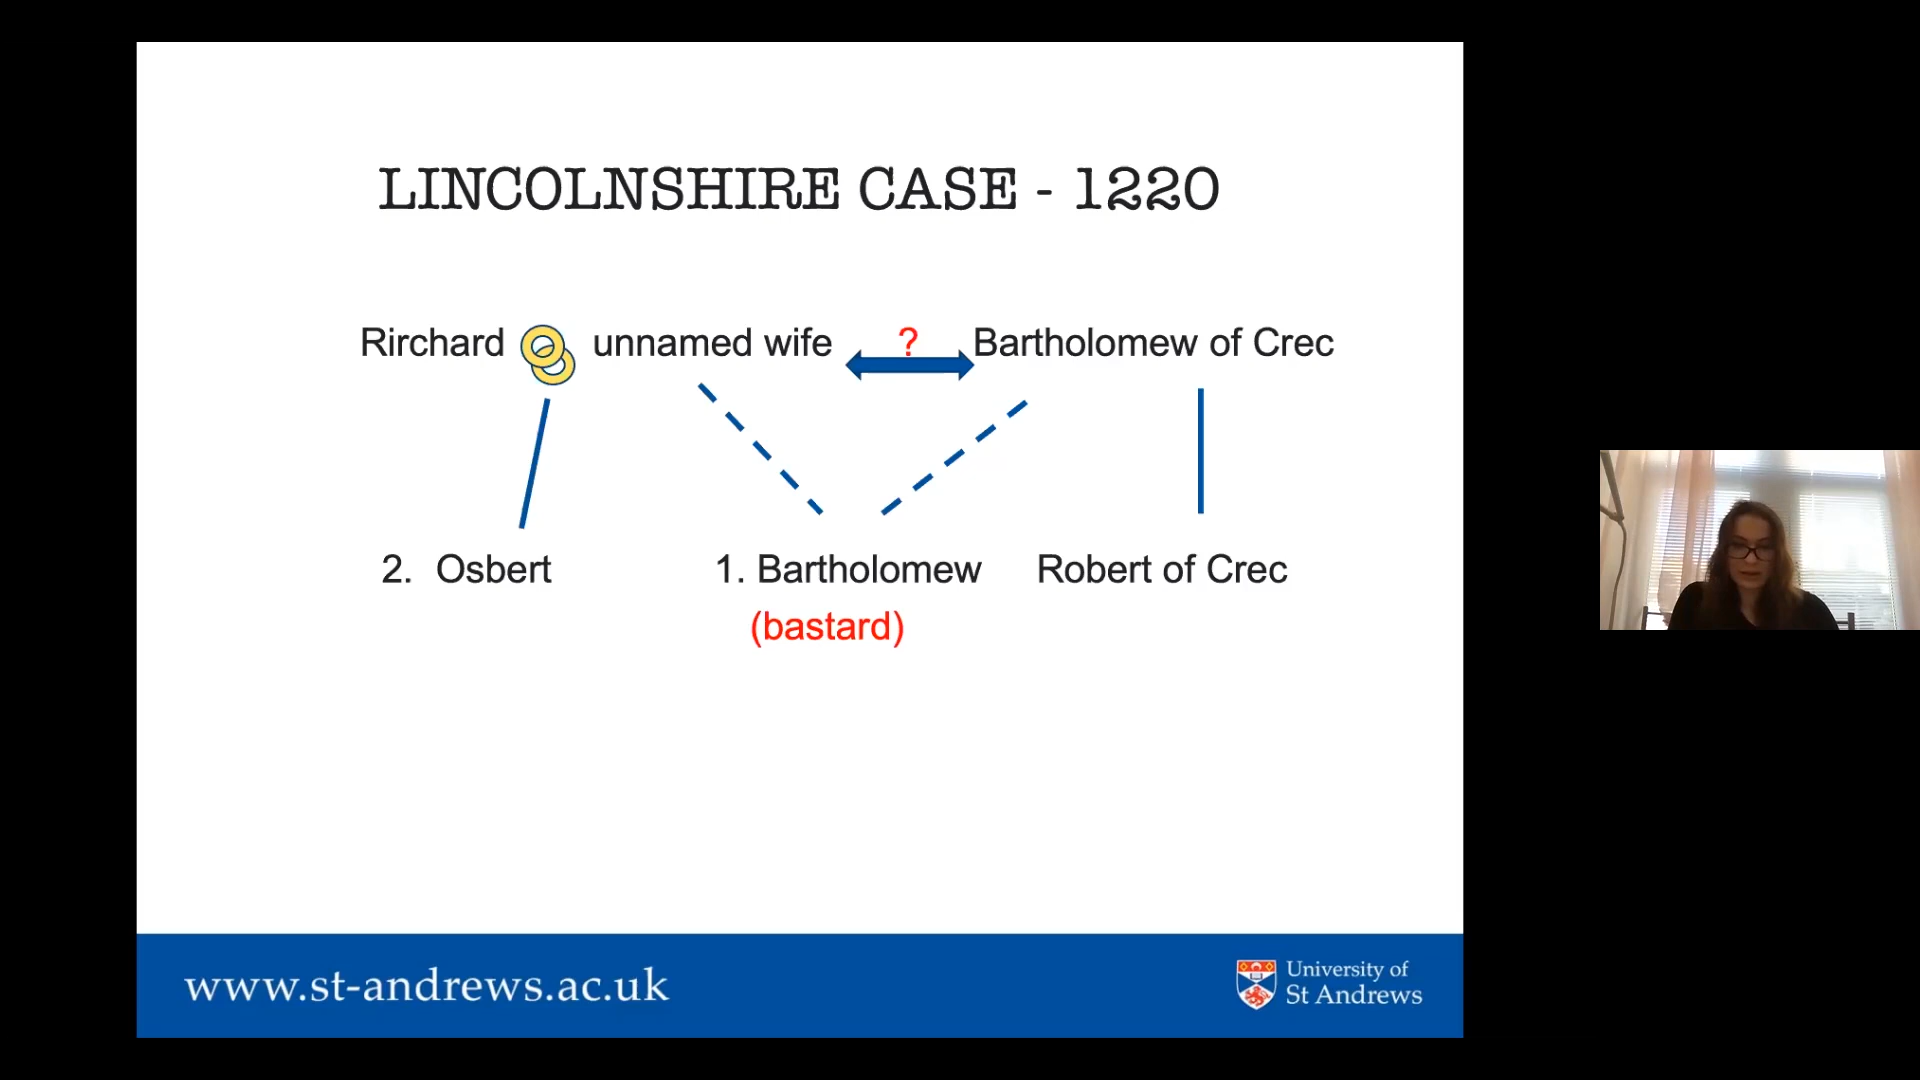 LINCOLNSHIRE CASE - 1220
Rirchard unnamed wife ? Bartholomew of Crec
2. Osbert 1. Bartholomew Robert of Crec
(bastard)
www.st-andrews.ac.uk
University of
St Andrews